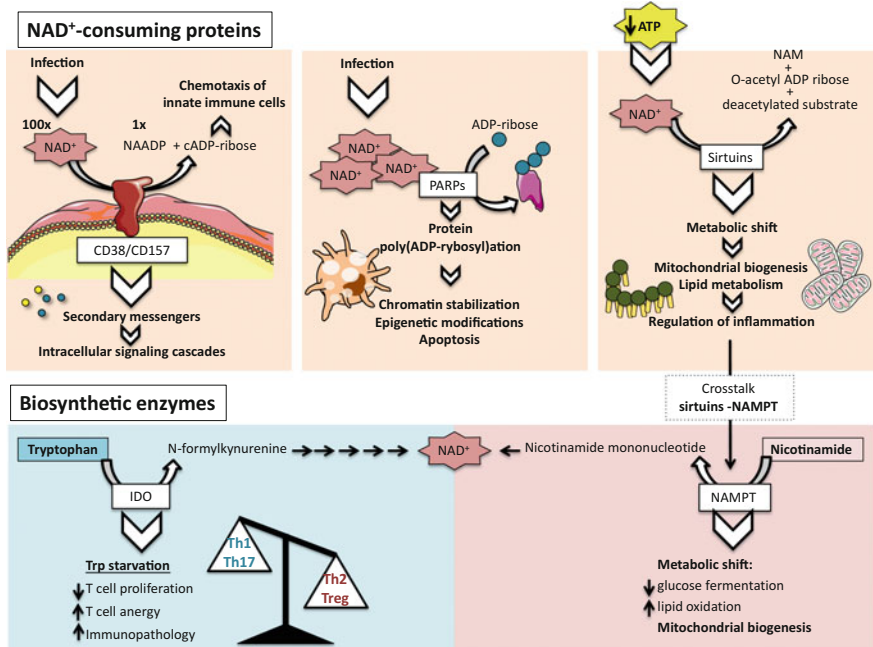 NAD⁺-consuming proteins
Infection
100x
NAD⁺
1x
NAADP + cADP-ribose
Chemotaxis of
innate immune cells
CD38/CD157
Secondary messengers
Intracellular signaling cascades
Infection
NAD⁺
NAD⁺
NAD⁺
ADP-ribose
PARPs
Protein
poly(ADP-rybosyl)ation
Chromatin stabilization
Epigenetic modifications
Apoptosis
ATP
NAD⁺
NAM
+
O-acetyl ADP ribose
+
deacetylated substrate
Sirtuins
Metabolic shift
Mitochondrial biogenesis
Lipid metabolism
Regulation of inflammation
Crosstalk
sirtuins -NAMPT
Biosynthetic enzymes
Tryptophan
N-formylkynurenine
NAD⁺
Nicotinamide mononucleotide
Nicotinamide
IDO
Trp starvation
T cell proliferation
T cell anergy
Immunopathology
Th1
Th17
Th2
Treg
NAMPT
Metabolic shift:
glucose fermentation
lipid oxidation
Mitochondrial biogenesis